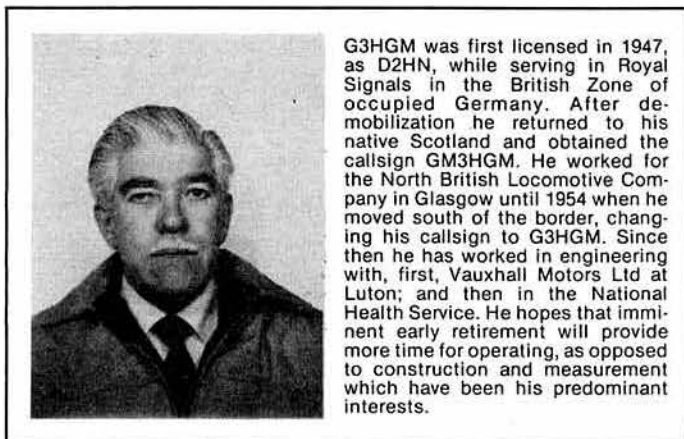 G3HGM was first licensed in 1947,
as D2HN, while serving in Royal
Signals in the British Zone of
occupied Germany. After de-
mobilization he returned to his
native Scotland and obtained the
callsign GM3HGM. He worked for
the North British Locomotive Com-
pany in Glasgow until 1954 when he
moved south of the border, chang-
ing his callsign to G3HGM. Since
then he has worked in engineering
with, first, Vauxhall Motors Ltd at
Luton; and then in the National
Health Service. He hopes that immi-
nent early retirement will provide
more time for operating, as opposed
to construction and measurement
which have been his predominant
interests.